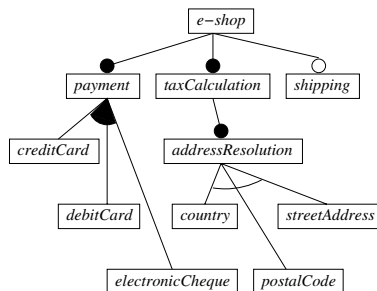 e−shop
payment
taxCalculation
shipping
creditCard
addressResolution
debitCard
country
streetAddress
electronicCheque
postalCode